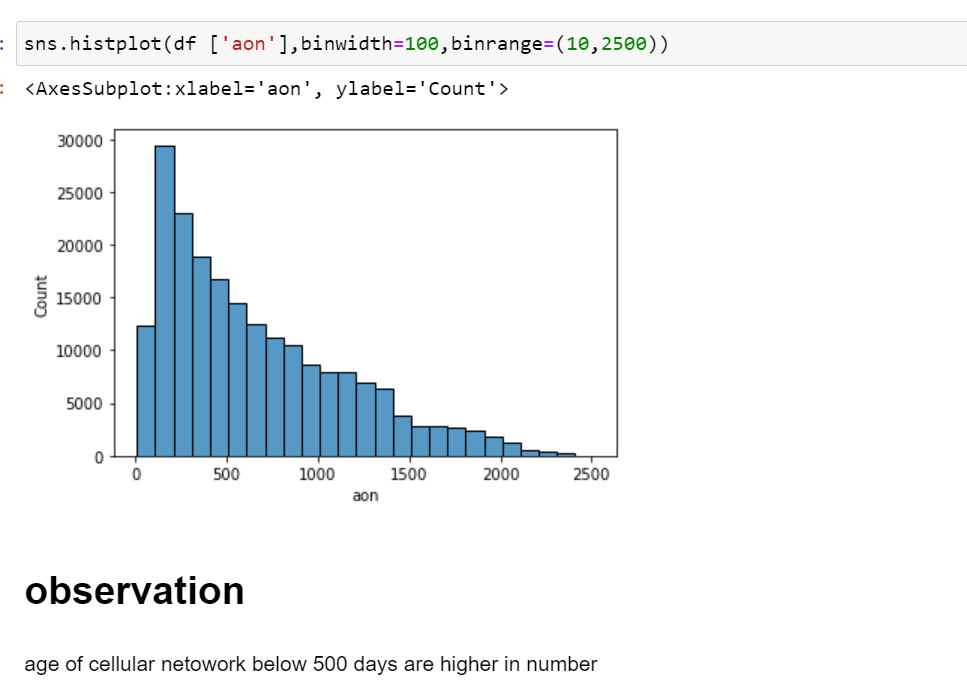 : sns.histplot(df ['aon'],binwidth=100,binrange=(10,2500))
: <AxesSubplot:xlabel='aon', ylabel='Count'>
30000
25000
20000
15000
10000
5000
0
Count
0 500 1000 1500 2000 2500
aon
observation
age of cellular netowork below 500 days are higher in number